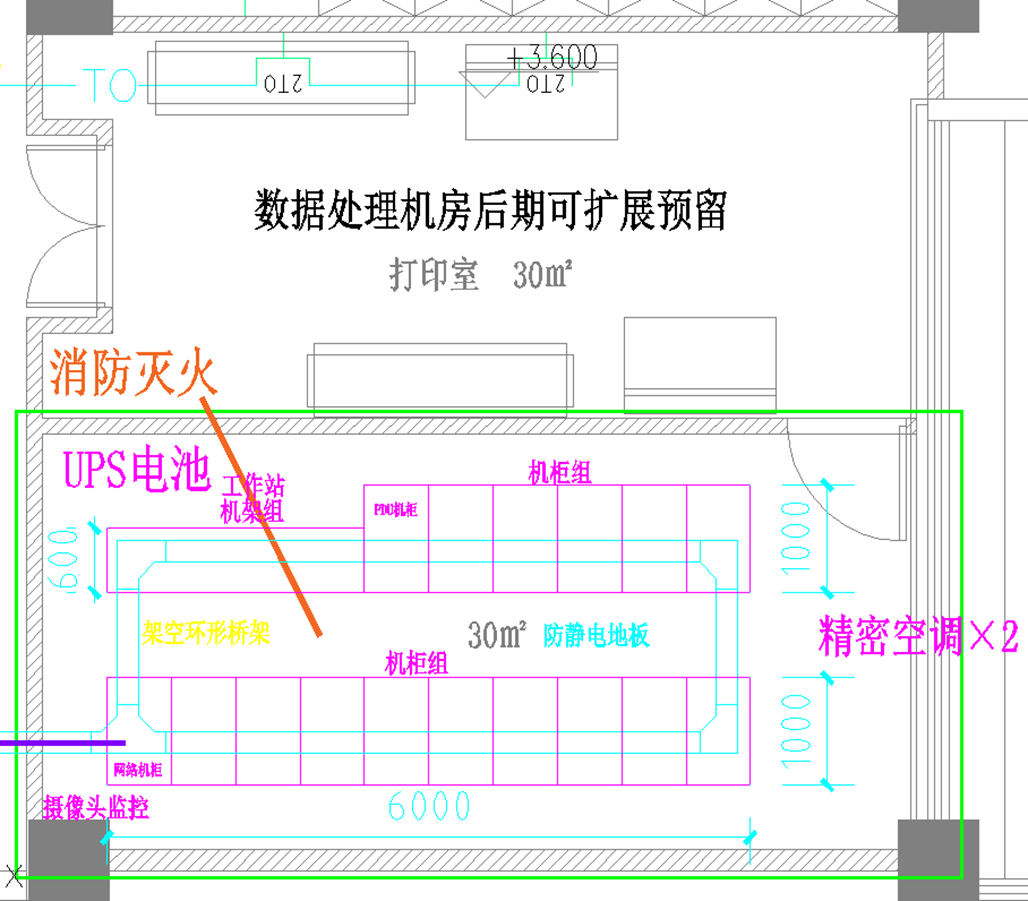 +3.600
TO
2TO
2TO
数据处理机房后期可扩展预留
打印室 30m²
消防灭火
UPS电池
工作站
机架组
机柜组
PDU机柜
600
1000
架空环形桥架
30m²
防静电地板
精密空调×2
机柜组
1000
网络机柜
摄像头监控
6000